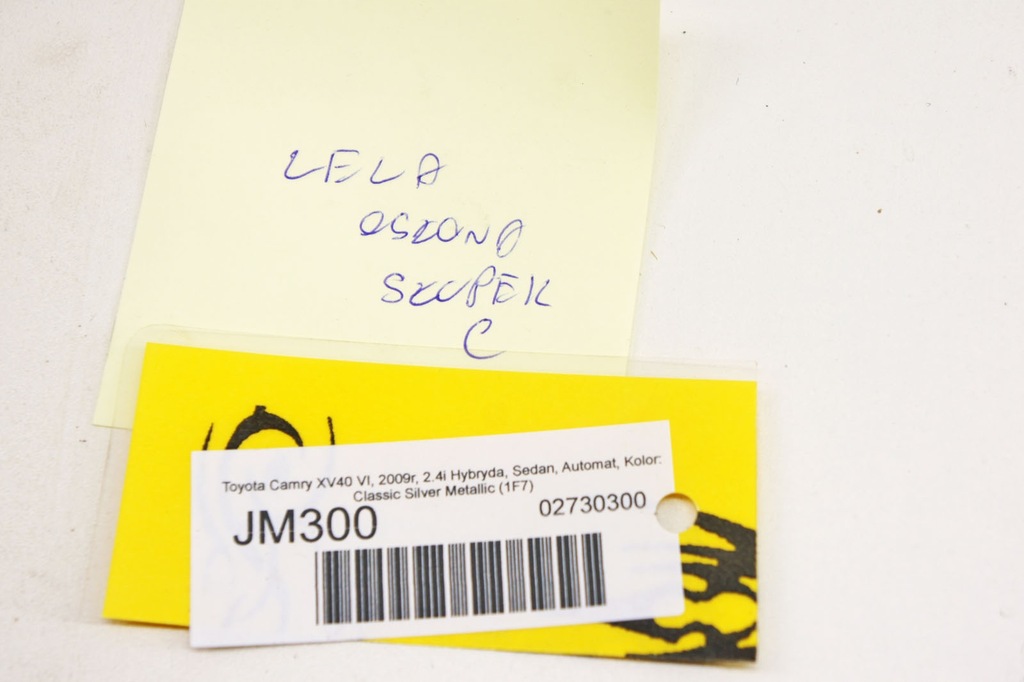 LEWA
OSŁONA
SŁUPEK
C
Toyota Camry XV40 VI, 2009r, 2.4i Hybryda, Sedan, Automat, Kolor:
Classic Silver Metallic (1F7)
JM300 02730300